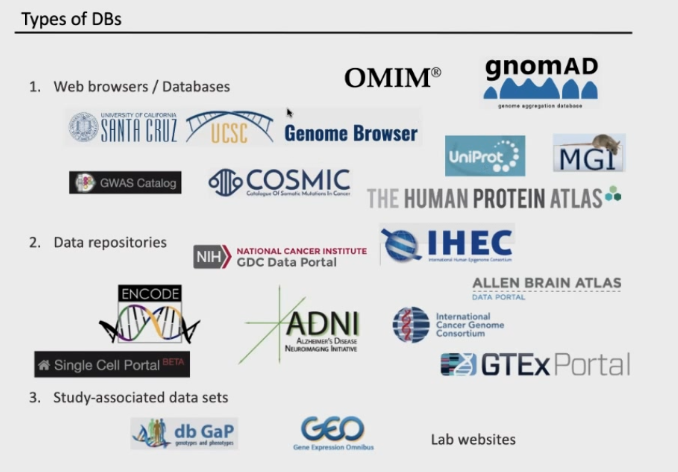 Types of DBs
1. Web browsers / Databases
OMIM®
gnomAD
genome aggregation database
UNIVERSITY OF CALIFORNIA
SANTA CRUZ
UCSC
Genome Browser
UniProt
MGI
GWAS Catalog
COSMIC
Catalogue Of Somatic Mutations In Cancer
THE HUMAN PROTEIN ATLAS
2. Data repositories
NIH
NATIONAL CANCER INSTITUTE
GDC Data Portal
IHEC
International Human Epigenome Consortium
ALLEN BRAIN ATLAS
DATA PORTAL
ENCODE
ADNI
ALZHEIMER'S DISEASE
NEUROIMAGING INITIATIVE
International
Cancer Genome
Consortium
Single Cell Portal BETA
GTEx Portal
3. Study-associated data sets
db GaP
genotypes and phenotypes
GEO
Gene Expression Omnibus
Lab websites